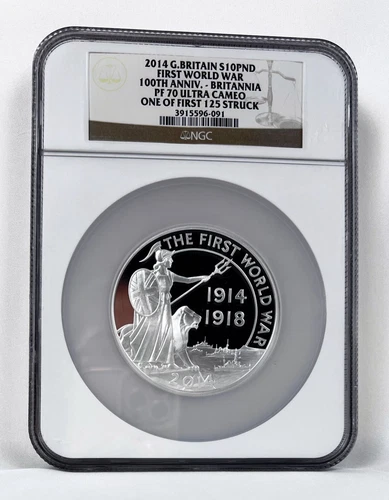 2014 G.BRITAIN S10PND
FIRST WORLD WAR
100TH ANNIV. - BRITANNIA
PF 70 ULTRA CAMEO
ONE OF FIRST 125 STRUCK
3915596-091
NGC
THE FIRST WORLD WAR
1914
1918
2014